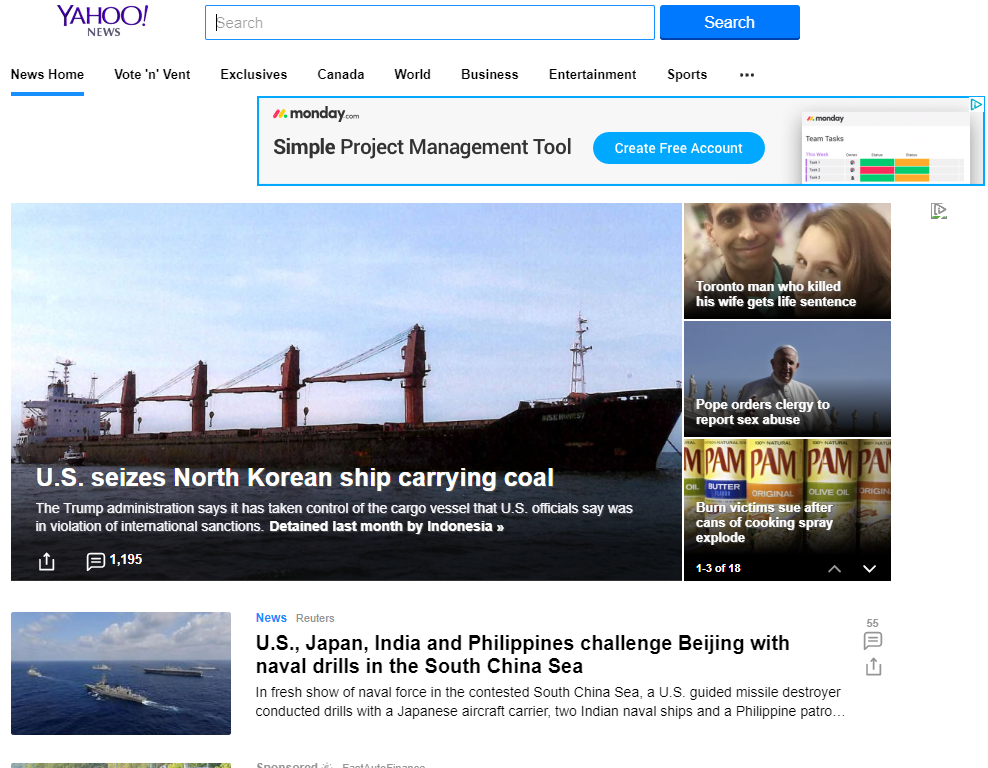 YAHOO!
NEWS
Search
Search
News Home Vote 'n' Vent Exclusives Canada World Business Entertainment Sports
monday.com
Simple Project Management Tool
Create Free Account
monday
Team Tasks
This Week Owner Status Status
Task 1
Task 2
Task 3
U.S. seizes North Korean ship carrying coal
The Trump administration says it has taken control of the cargo vessel that U.S. officials say was
in violation of international sanctions. Detained last month by Indonesia »
1,195
Toronto man who killed
his wife gets life sentence
Pope orders clergy to
report sex abuse
PAM PAM PAM
BUTTER
FLAVOR
OIL ORIGINAL OLIVE OIL ORIGIN
Burn victims sue after
cans of cooking spray
explode
1-3 of 18
News Reuters
U.S., Japan, India and Philippines challenge Beijing with
naval drills in the South China Sea
In fresh show of naval force in the contested South China Sea, a U.S. guided missile destroyer
conducted drills with a Japanese aircraft carrier, two Indian naval ships and a Philippine patro…
55
Sponsored